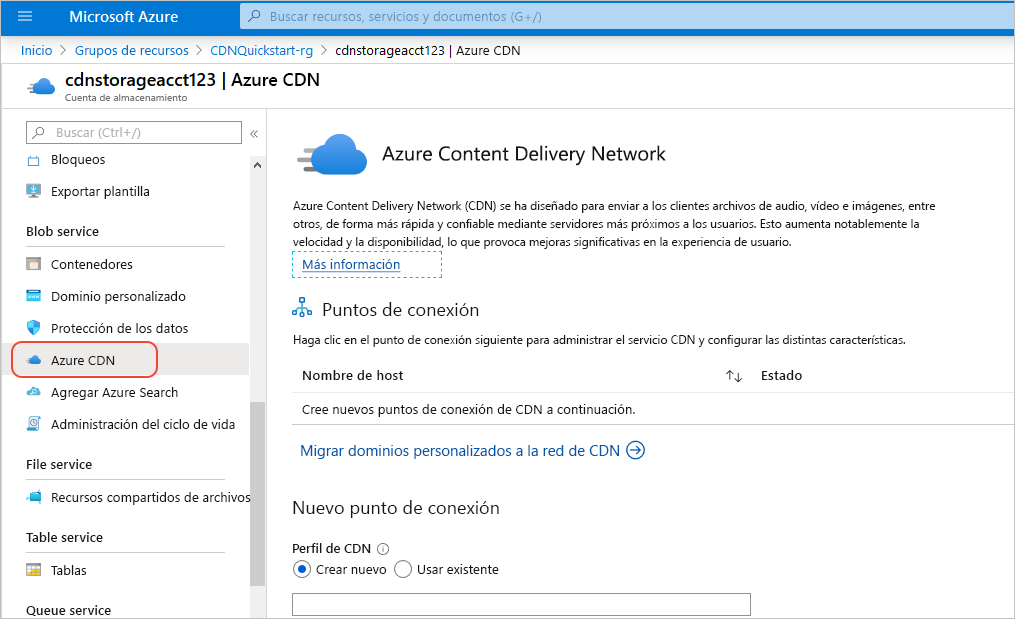 Microsoft Azure
Buscar recursos, servicios y documentos (G+/)
Inicio > Grupos de recursos > CDNQuickstart-rg > cdnstorageacct123 | Azure CDN
cdnstorageacct123 | Azure CDN
Cuenta de almacenamiento
Buscar (Ctrl+/)
«
Bloqueos
Exportar plantilla
Blob service
Contenedores
Dominio personalizado
Protección de los datos
Azure CDN
Agregar Azure Search
Administración del ciclo de vida
File service
Recursos compartidos de archivos
Table service
Tablas
Queue service
Azure Content Delivery Network
Azure Content Delivery Network (CDN) se ha diseñado para enviar a los clientes archivos de audio, vídeo e imágenes, entre
otros, de forma más rápida y confiable mediante servidores más próximos a los usuarios. Esto aumenta notablemente la
velocidad y la disponibilidad, lo que provoca mejoras significativas en la experiencia de usuario.
Más información
Puntos de conexión
Haga clic en el punto de conexión siguiente para administrar el servicio CDN y configurar las distintas características.
Nombre de host ↑↓ Estado
Cree nuevos puntos de conexión de CDN a continuación.
Migrar dominios personalizados a la red de CDN
Nuevo punto de conexión
Perfil de CDN
Crear nuevo Usar existente